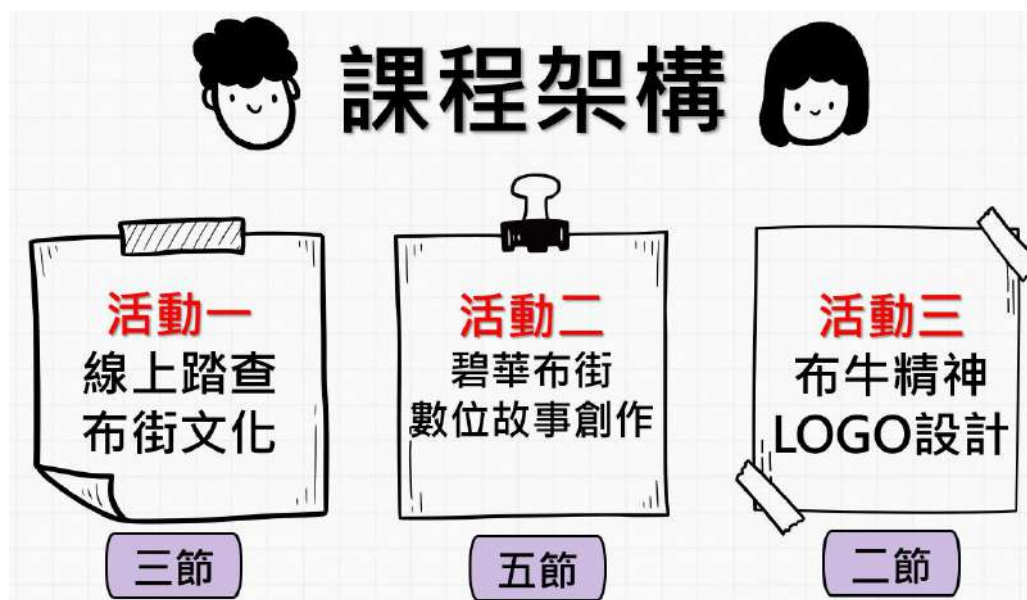 課程架構
活動一
線上踏查
布街文化
三節
活動二
碧華布街
數位故事創作
五節
活動三
布牛精神
LOGO設計
二節